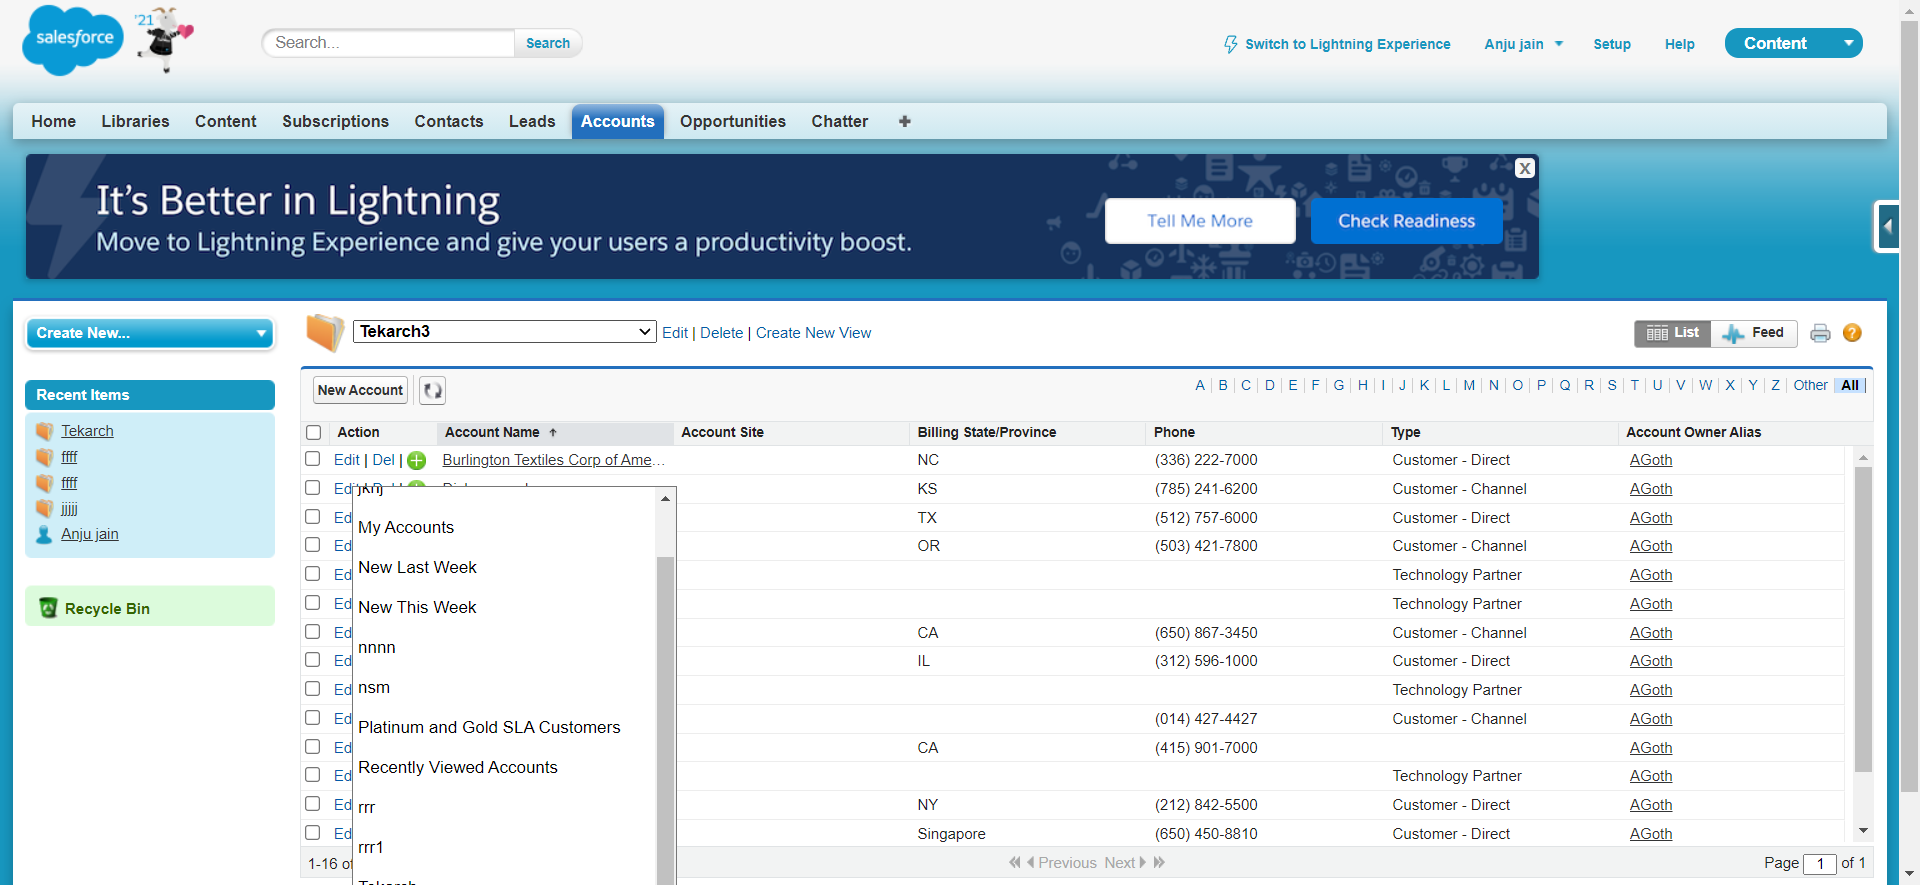 salesforce
'21
Search...
Search
Switch to Lightning Experience
Anju jain
Setup
Help
Content
Home
Libraries
Content
Subscriptions
Contacts
Leads
Accounts
Opportunities
Chatter
+
It's Better in Lightning
Move to Lightning Experience and give your users a productivity boost.
Tell Me More
Check Readiness
X
Create New...
Recent Items
Tekarch
ffff
ffff
jjjjj
Anju jain
Recycle Bin
Tekarch3
Edit | Delete | Create New View
List
Feed
?
New Account
A | B | C | D | E | F | G | H | I | J | K | L | M | N | O | P | Q | R | S | T | U | V | W | X | Y | Z | Other | All |
Action Account Name Account Site Billing State/Province Phone Type Account Owner Alias
Edit | Del | Burlington Textiles Corp of Ame... NC (336) 222-7000 Customer - Direct AGoth
KS (785) 241-6200 Customer - Channel AGoth
Ed TX (512) 757-6000 Customer - Direct AGoth
Ed OR (503) 421-7800 Customer - Channel AGoth
Ed Technology Partner AGoth
Ed Technology Partner AGoth
Ed CA (650) 867-3450 Customer - Channel AGoth
Ed IL (312) 596-1000 Customer - Direct AGoth
Ed Technology Partner AGoth
Ed (014) 427-4427 Customer - Channel AGoth
Ed CA (415) 901-7000 AGoth
Ed Technology Partner AGoth
Ed NY (212) 842-5500 Customer - Direct AGoth
Ed Singapore (650) 450-8810 Customer - Direct AGoth
My Accounts
New Last Week
New This Week
nnnn
nsm
Platinum and Gold SLA Customers
Recently Viewed Accounts
rrr
rrr1
1-16 of
Previous Next
Page 1 of 1